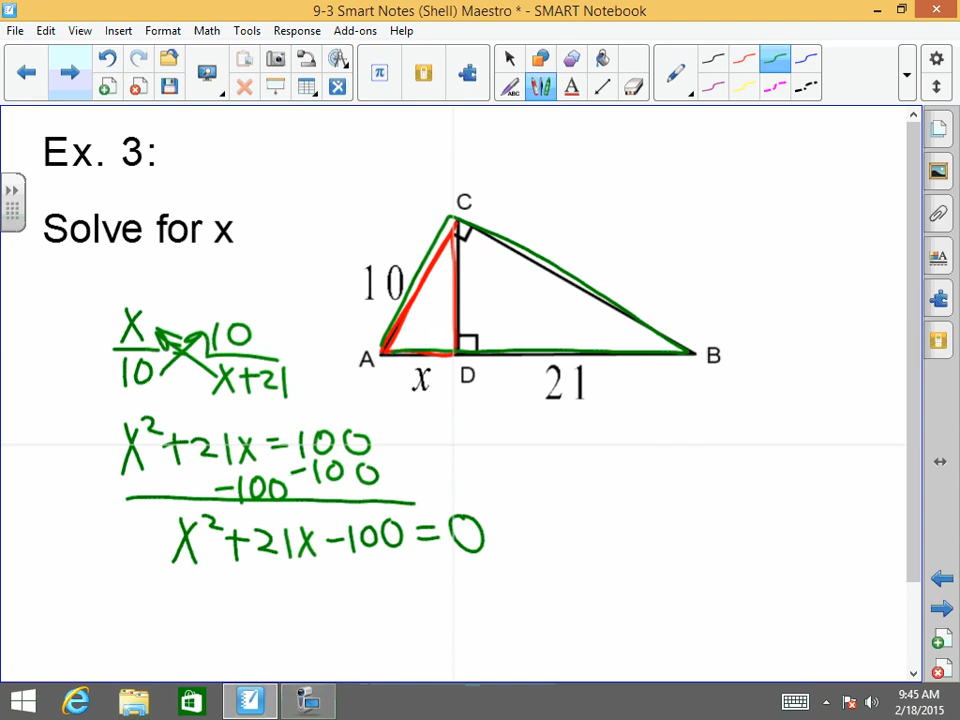 9-3 Smart Notes (Shell) Maestro * - SMART Notebook
File Edit View Insert Format Math Tools Response Add-ons Help
Ex. 3:
Solve for x
C
10
A
x
D
21
B
x/10 10/x+21
x²+21x=100
-100 -100
x²+21x-100=0
9:45 AM
2/18/2015